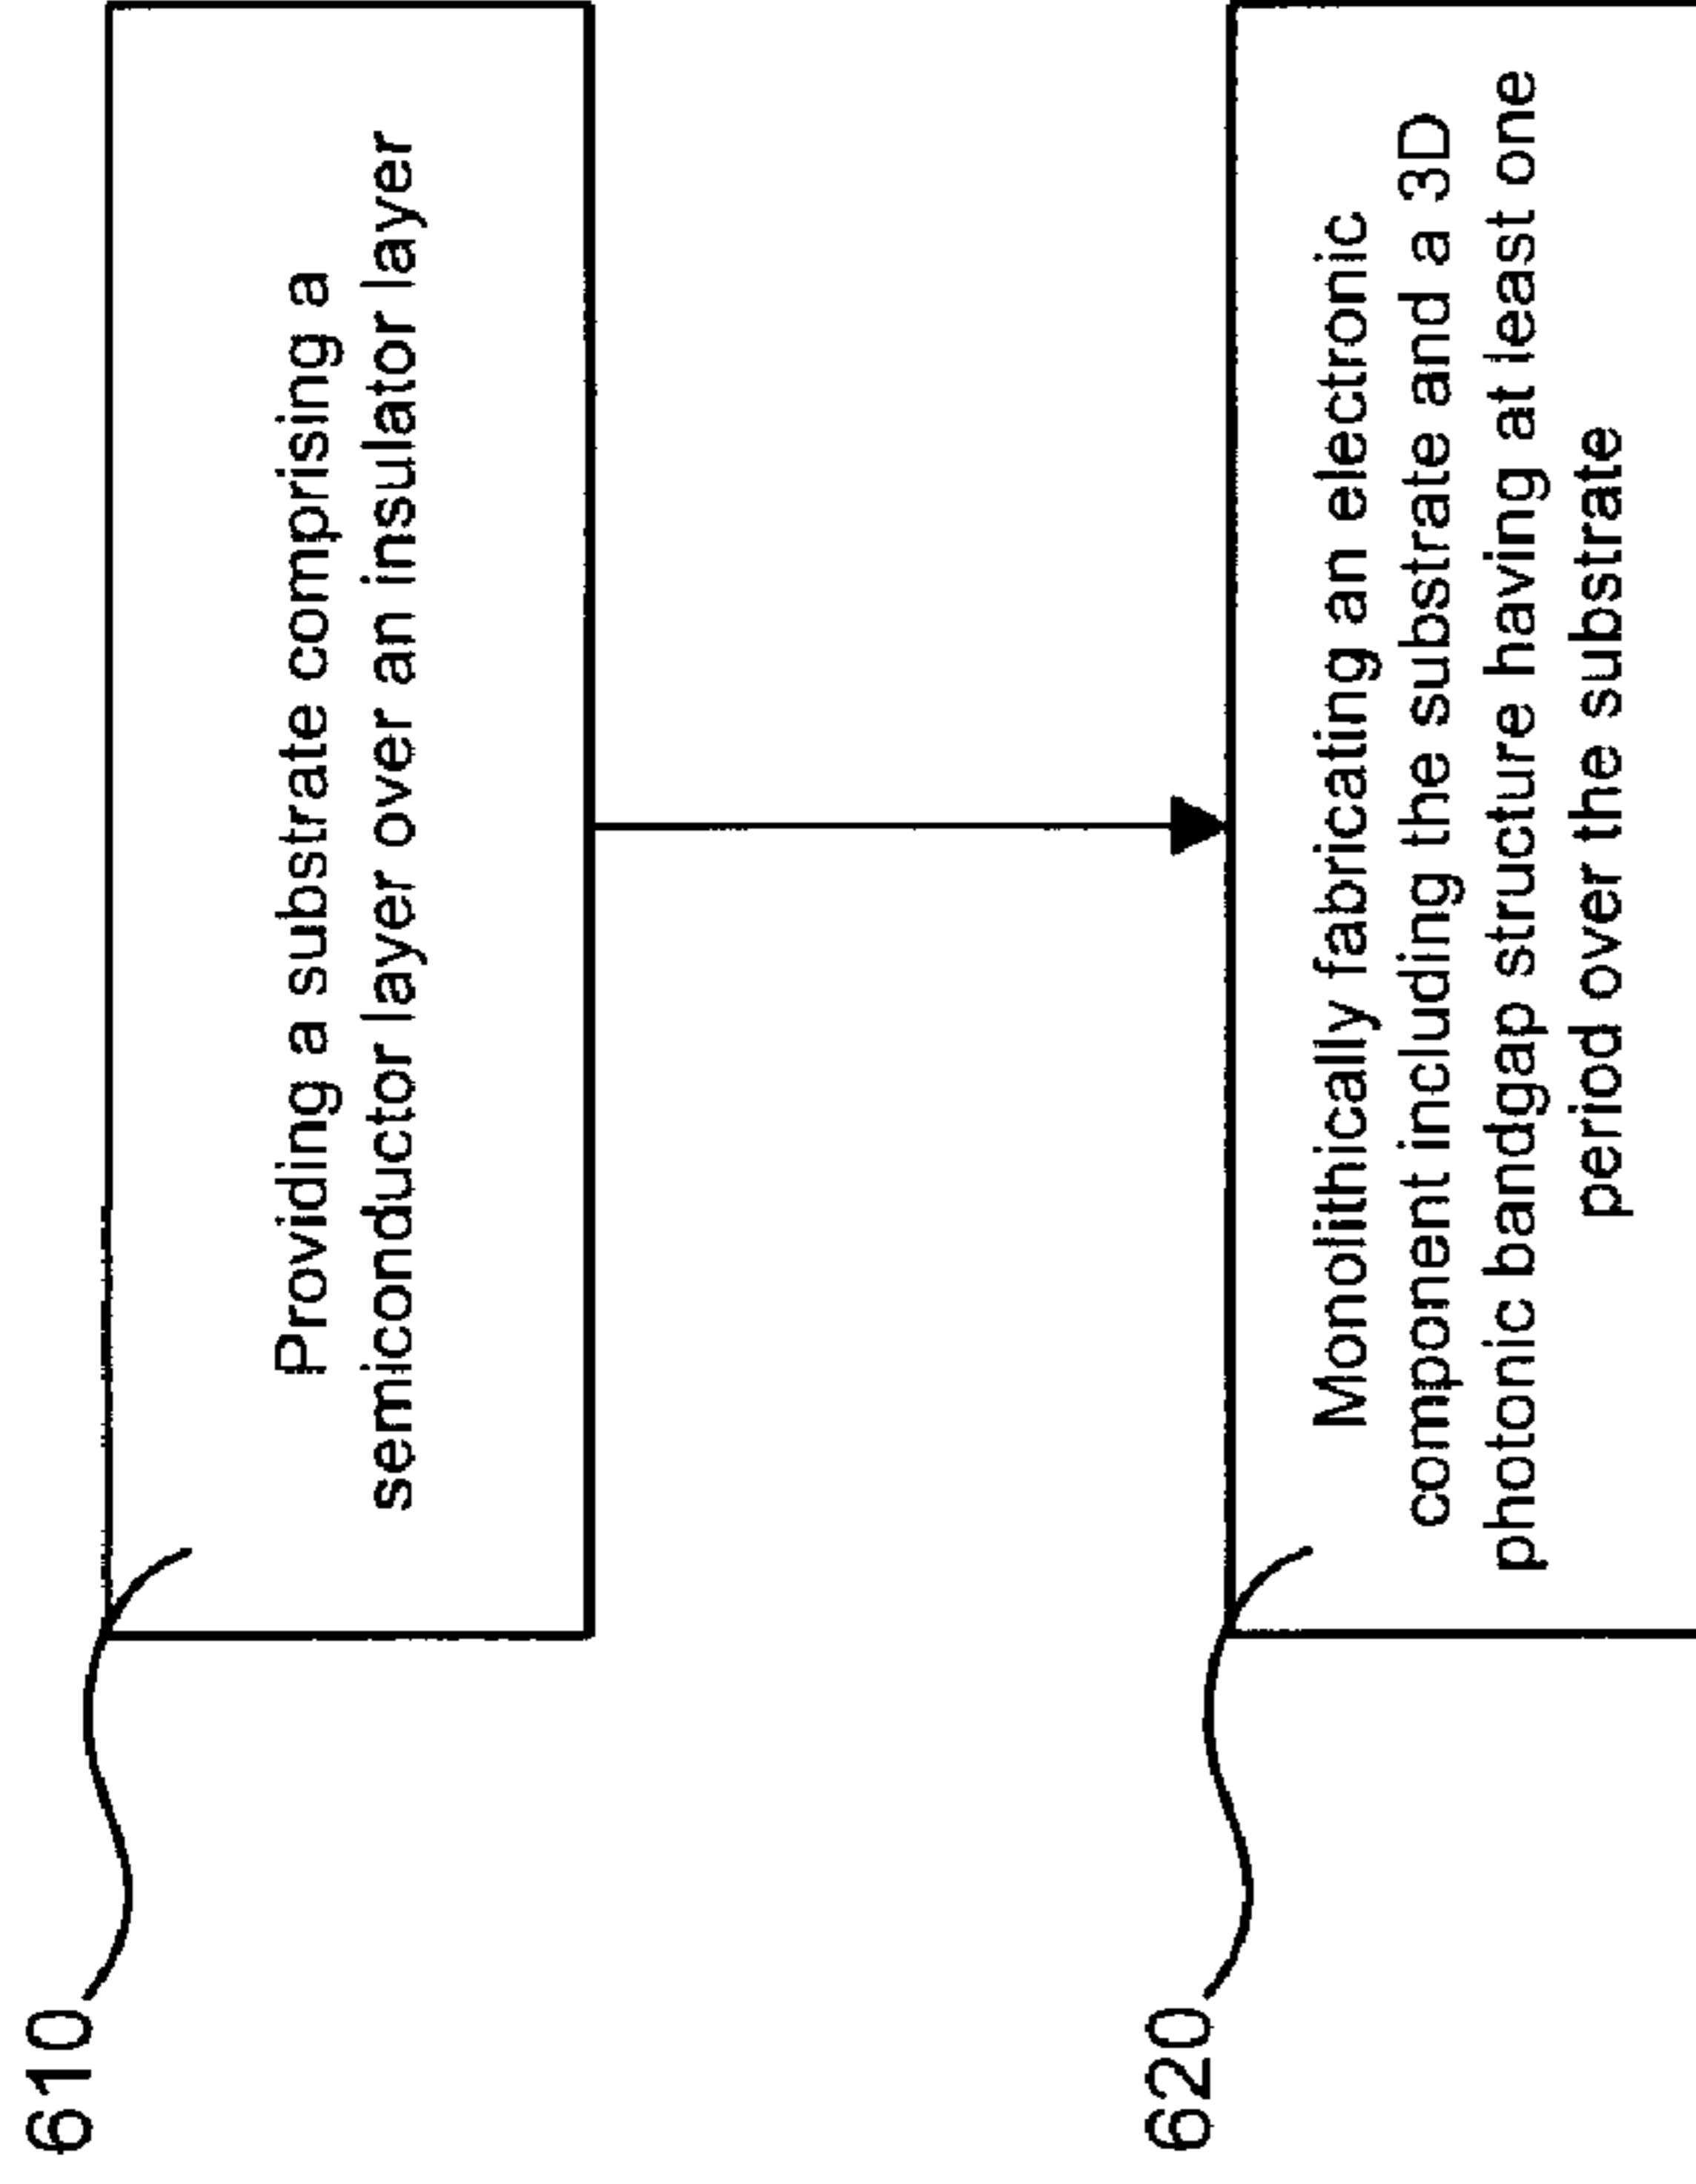 610
Providing a substrate comprising a
semiconductor layer over an insulator layer
620
Monolithically fabricating an electronic
component including the substrate and a 3D
photonic bandgap structure having at least one
period over the substrate